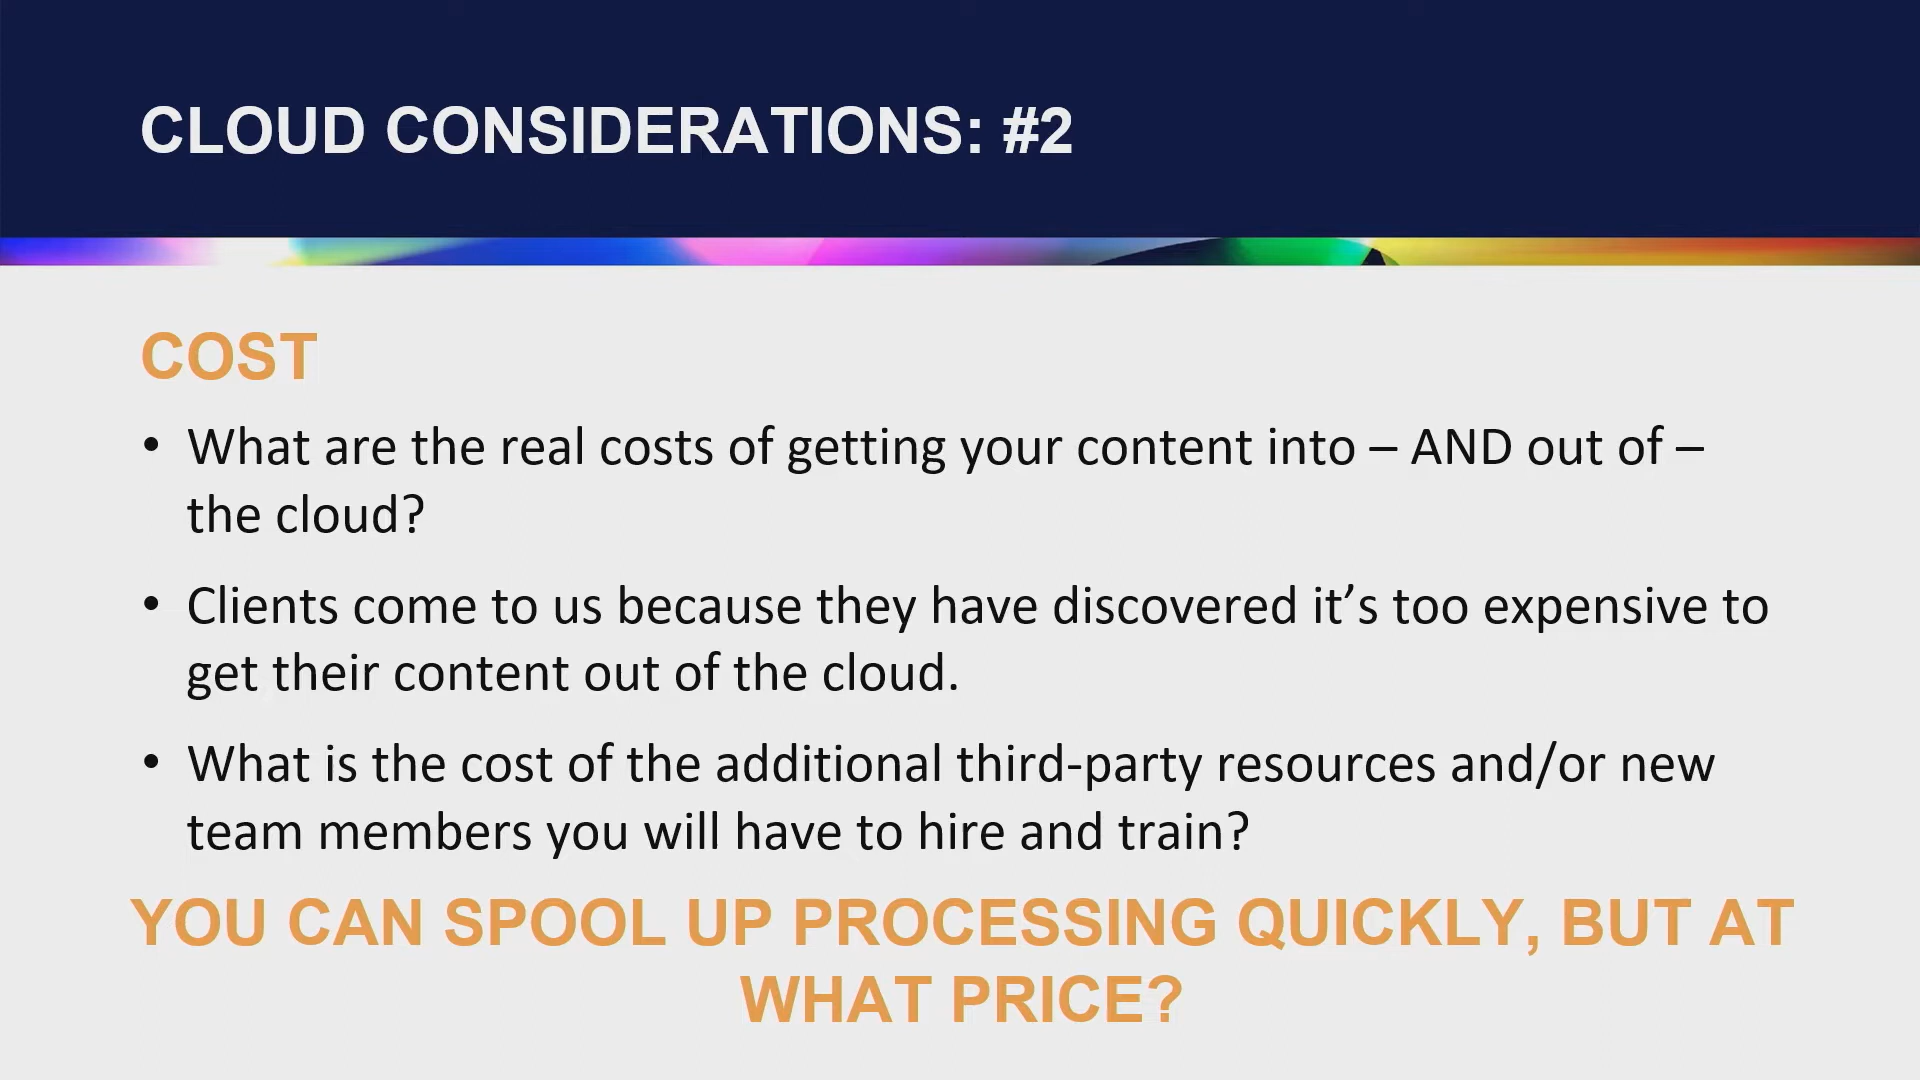 CLOUD CONSIDERATIONS: #2
COST
• What are the real costs of getting your content into – AND out of –
the cloud?
• Clients come to us because they have discovered it’s too expensive to
get their content out of the cloud.
• What is the cost of the additional third-party resources and/or new
team members you will have to hire and train?
YOU CAN SPOOL UP PROCESSING QUICKLY, BUT AT
WHAT PRICE?